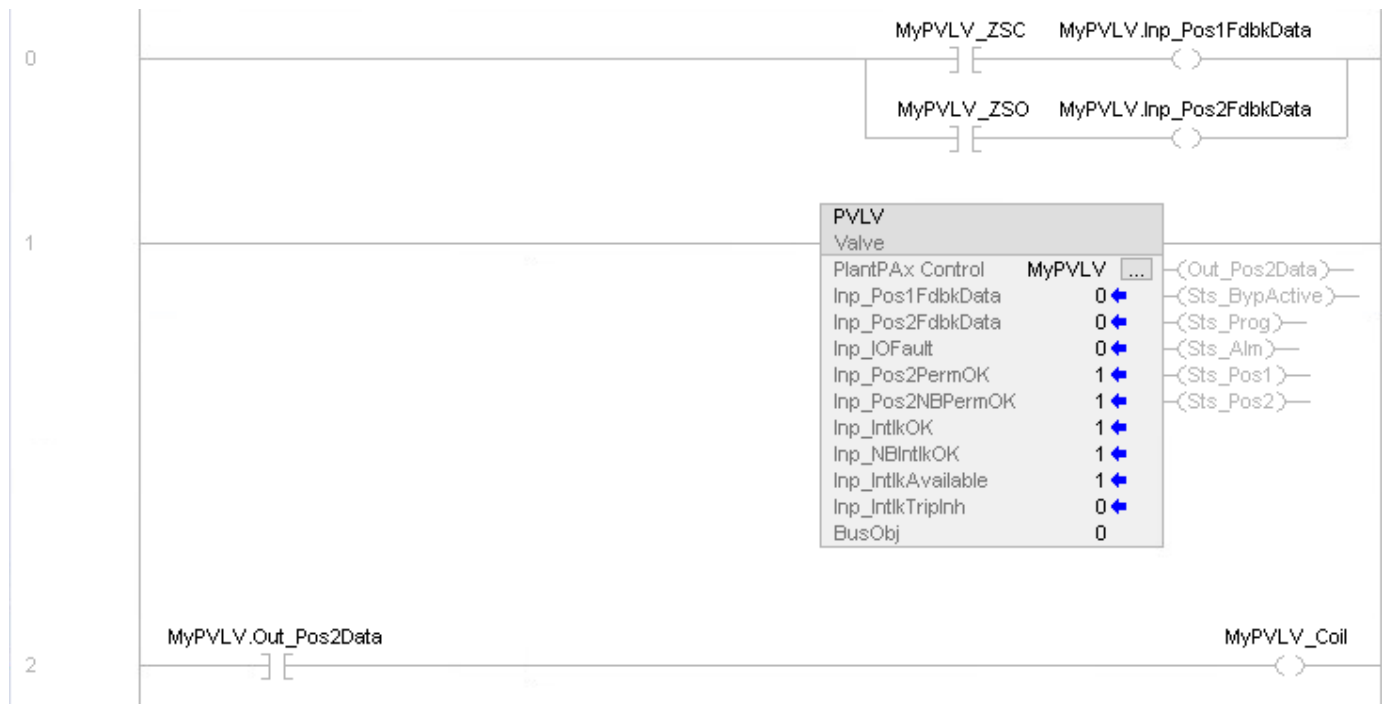 MyPVLV_ZSC MyPVLV.Inp_Pos1FdbkData
0
MyPVLV_ZSO MyPVLV.Inp_Pos2FdbkData
PVLV
1
Valve
PlantPAx Control MyPVLV ... Out_Pos2Data
Inp_Pos1FdbkData 0 Sts_BypActive
Inp_Pos2FdbkData 0 Sts_Prog
Inp_IOFault 0 Sts_Alm
Inp_Pos2PermOK 1 Sts_Pos1
Inp_Pos2NBPermOK 1 Sts_Pos2
Inp_IntlkOK 1
Inp_NBIntlkOK 1
Inp_IntlkAvailable 1
Inp_IntlkTripInh 0
BusObj 0
MyPVLV.Out_Pos2Data MyPVLV_Coil
2